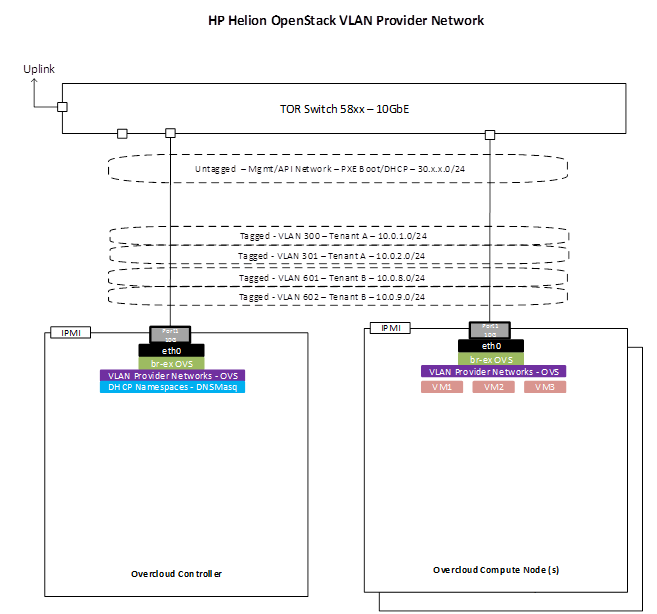 HP Helion OpenStack VLAN Provider Network
Uplink
TOR Switch 58xx – 10GbE
Untagged – Mgmt/API Network – PXE Boot/DHCP – 30.x.x.0/24
Tagged - VLAN 300 – Tenant A – 10.0.1.0/24
Tagged - VLAN 301 – Tenant A – 10.0.2.0/24
Tagged - VLAN 601 – Tenant B – 10.0.8.0/24
Tagged - VLAN 602 – Tenant B – 10.0.9.0/24
IPMI
Port1
10G
eth0
br-ex OVS
VLAN Provider Networks - OVS
DHCP Namespaces - DNSMasq
Overcloud Controller
IPMI
Port1
10G
eth0
br-ex OVS
VLAN Provider Networks - OVS
VM1
VM2
VM3
Overcloud Compute Node(s)